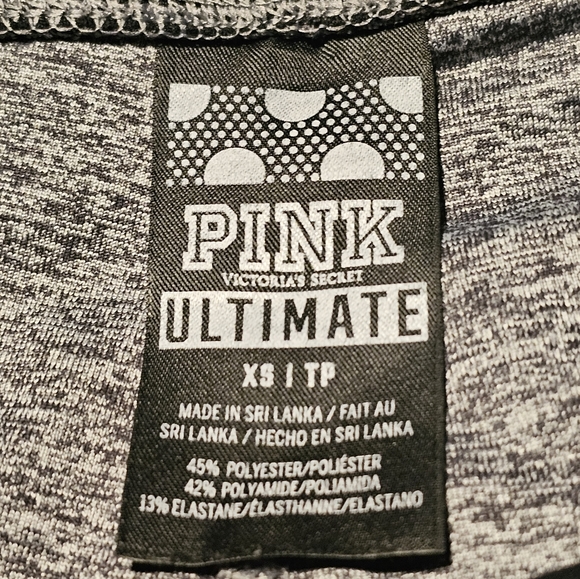 PINK
VICTORIA'S SECRET
ULTIMATE
XS | TP
MADE IN SRI LANKA / FAIT AU
SRI LANKA / HECHO EN SRI LANKA
45% POLYESTER/POLIÉSTER
42% POLYAMIDE/POLIAMIDA
13% ELASTANE/ÉLASTHANNE/ELASTANO